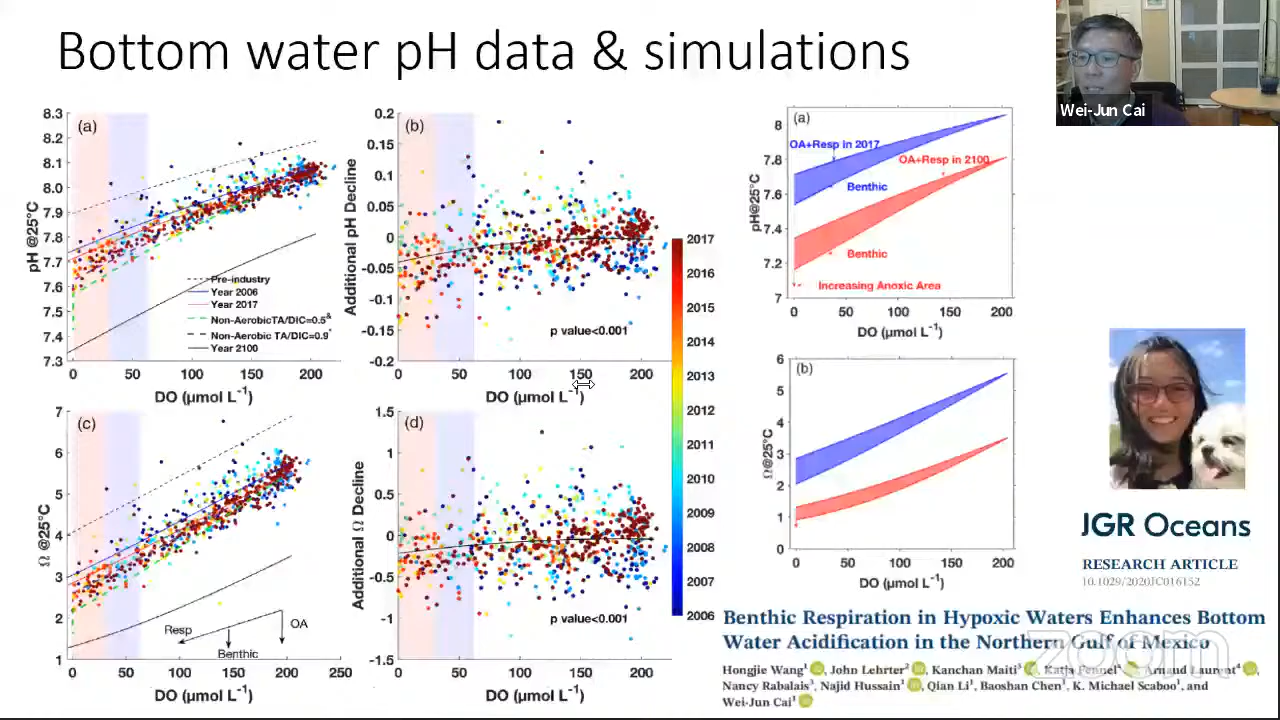 Bottom water pH data & simulations
Wei-Jun Cai
8.3
8.2
8.1
8.0
7.9
7.8
7.7
7.6
7.5
7.4
7.3
pH @25°C
(a)
Pre-industry
Year 2006
Year 2017
Non-AerobicTA/DIC=0.5&
Non-Aerobic TA/DIC=0.9*
Year 2100
0 50 100 150 200
DO (μmol L-1)
0.2
0.15
0.1
0.05
0
-0.05
-0.1
-0.15
-0.2
Additional pH Decline
(b)
p value<0.001
0 50 100 150 200
DO (μmol L-1)
7
6
5
4
3
2
1
Ω @25°C
(c)
Resp
OA
Benthic
0 50 100 150 200 250
DO (μmol L-1)
1.5
1
0.5
0
-0.5
-1
-1.5
Additional Ω Decline
(d)
p value<0.001
0 50 100 150 200
DO (μmol L-1)
2017
2016
2015
2014
2013
2012
2011
2010
2009
2008
2007
2006
(a)
8
7.8
7.6
7.4
7.2
7
pH@25°C
OA+Resp in 2017
OA+Resp in 2100
Benthic
Benthic
Increasing Anoxic Area
0 50 100 150 200
DO (μmol L-1)
(b)
6
5
4
3
2
1
0
Ω@25°C
0 50 100 150 200
DO (μmol L-1)
JGR Oceans
RESEARCH ARTICLE
10.1029/2020JC016152
Benthic Respiration in Hypoxic Waters Enhances Bottom
Water Acidification in the Northern Gulf of Mexico
Hongjie Wang1, John Lehrter2, Kanchan Maiti3, Katja Fennel4, Arnaud Laurent4,
Nancy Rabalais3, Najid Hussain1, Qian Li1, Baoshan Chen1, K. Michael Scaboo1, and
Wei-Jun Cai1
zoom